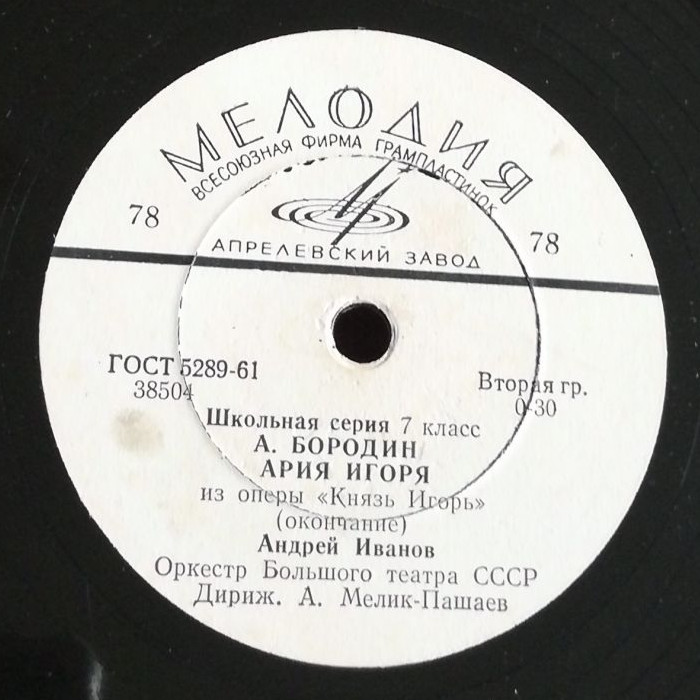 МЕЛОДИЯ
ВСЕСОЮЗНАЯ ФИРМА ГРАМПЛАСТИНОК
78
78
АПРЕЛЕВСКИЙ ЗАВОД
ГОСТ 5289-61
38504
Вторая гр.
0-30
Школьная серия 7 класс
А. БОРОДИН
АРИЯ ИГОРЯ
из оперы «Князь Игорь»
(окончание)
Андрей Иванов
Оркестр Большого театра СССР
Дириж. А. Мелик-Пашаев